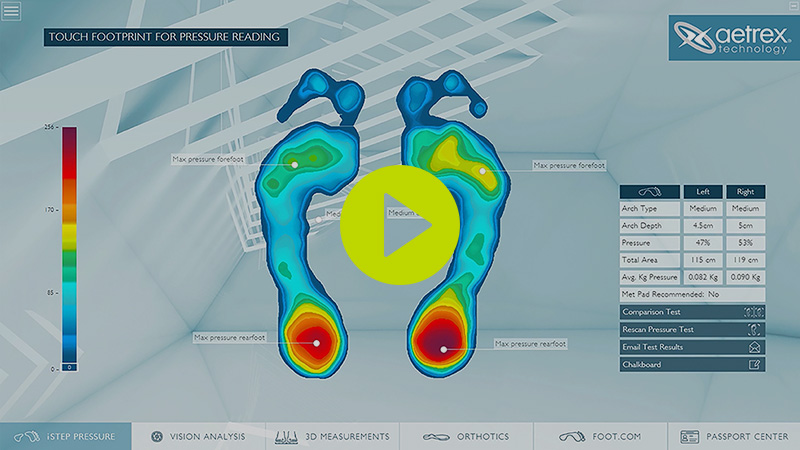 TOUCH FOOTPRINT FOR PRESSURE READING
aetrex®
technology
256
170
85
0
0
Max pressure forefoot
Max pressure forefoot
Medium
Max pressure rearfoot
Max pressure rearfoot
Left Right
Arch Type Medium Medium
Arch Depth 4.5cm 5cm
Pressure 47% 53%
Total Area 115 cm 119 cm
Avg. Kg Pressure 0.082 Kg 0.090 Kg
Met Pad Recommended: No
Comparison Test
Rescan Pressure Test
Email Test Results
Chalkboard
iSTEP PRESSURE VISION ANALYSIS 3D MEASUREMENTS ORTHOTICS FOOT.COM PASSPORT CENTER